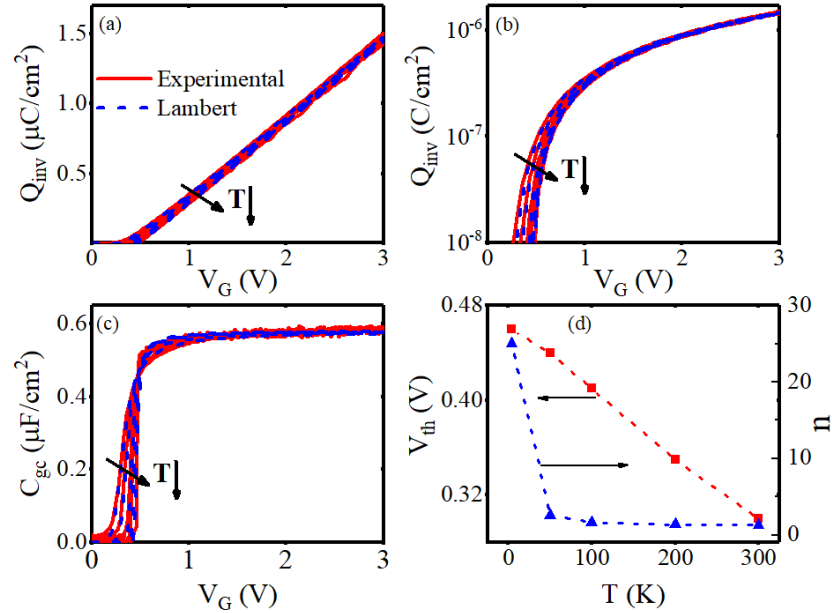 (a)
1.5
1.0
0.5
0 1 2 3
Q_inv (μC/cm²)
V_G (V)
Experimental
Lambert
T
(b)
10⁻⁶
10⁻⁷
10⁻⁸
0 1 2 3
Q_inv (C/cm²)
V_G (V)
T
(c)
0.6
0.4
0.2
0.0
0 1 2 3
C_gc (μF/cm²)
V_G (V)
T
(d)
0.48
0.40
0.32
30
20
10
0
0 100 200 300
V_th (V)
n
T (K)